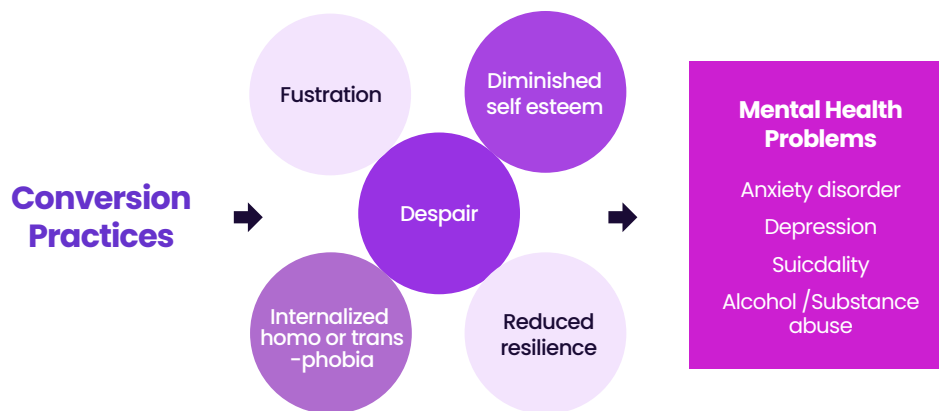 Conversion
Practices
Fustration
Diminished
self esteem
Despair
Internalized
homo or trans
-phobia
Reduced
resilience
Mental Health
Problems
Anxiety disorder
Depression
Suicdality
Alcohol /Substance
abuse